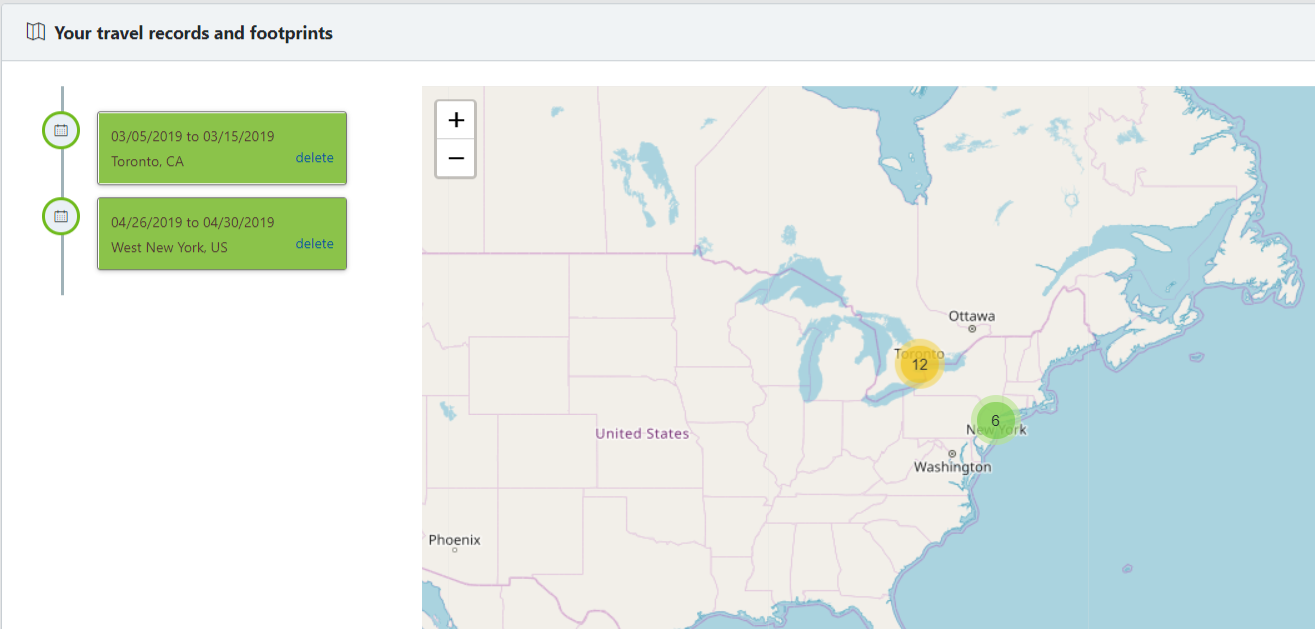 Your travel records and footprints
03/05/2019 to 03/15/2019
Toronto, CA
delete
04/26/2019 to 04/30/2019
West New York, US
delete
+
−
Ottawa
Toronto
12
6
New York
United States
Washington
Phoenix